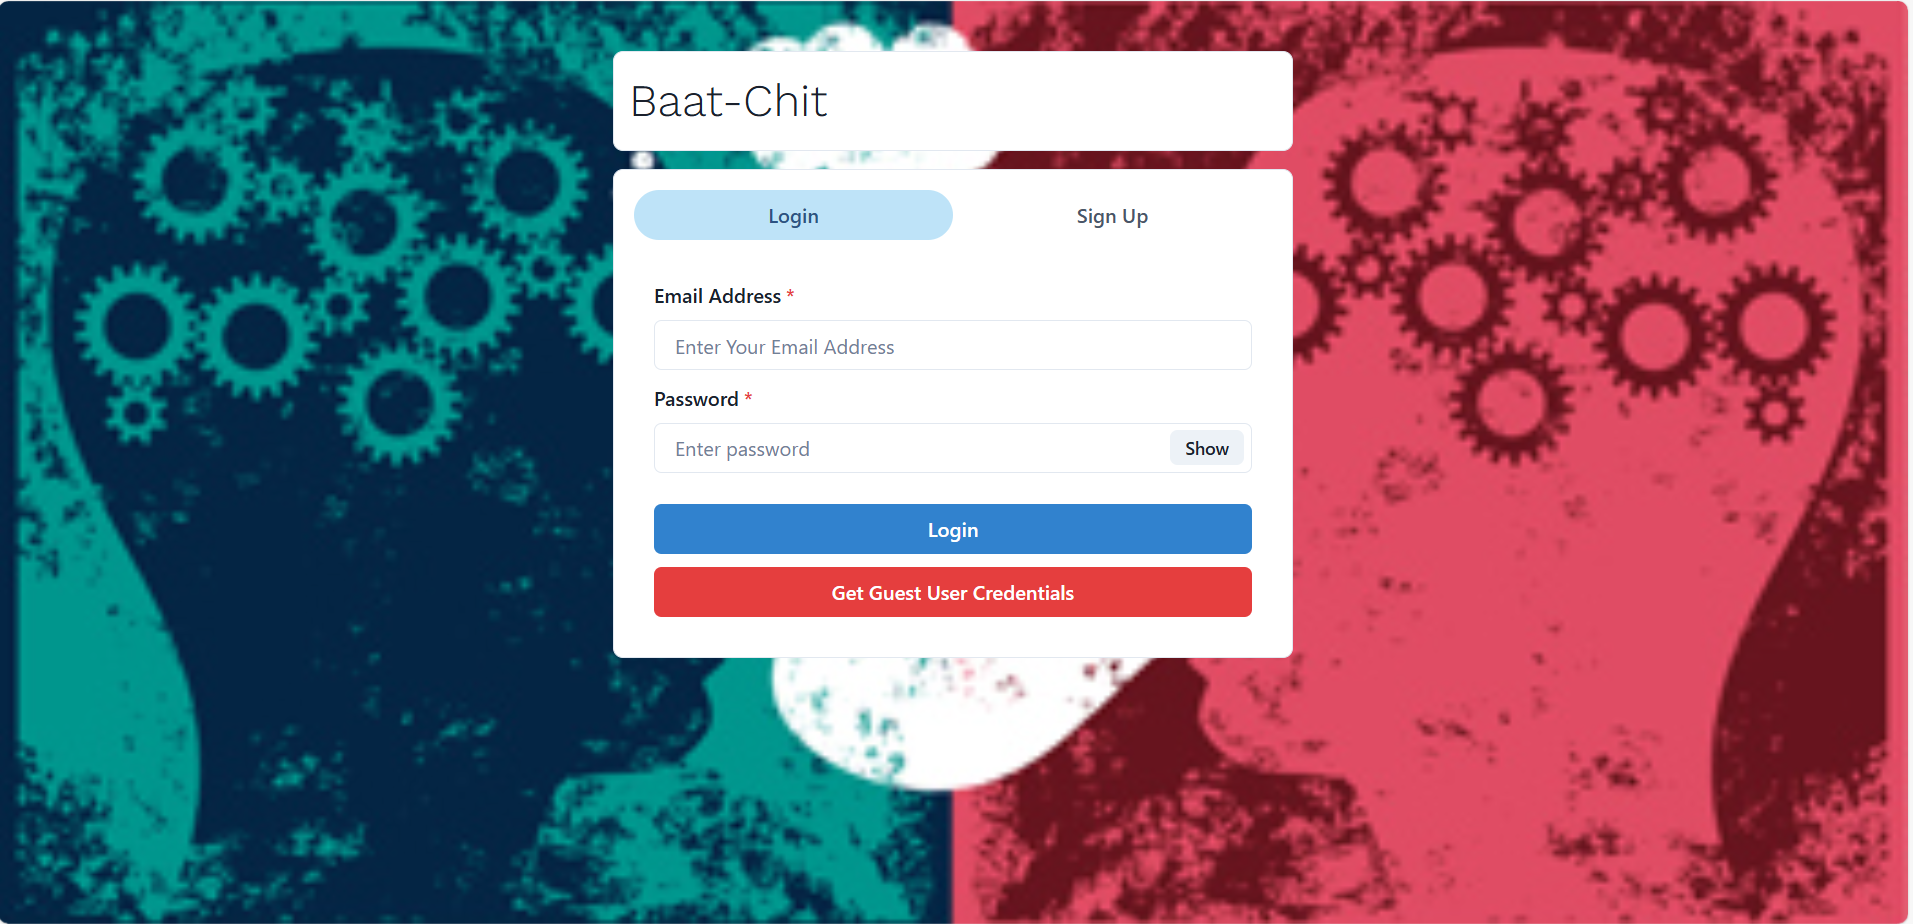 Baat-Chit
Login
Sign Up
Email Address *
Enter Your Email Address
Password *
Enter password
Show
Login
Get Guest User Credentials